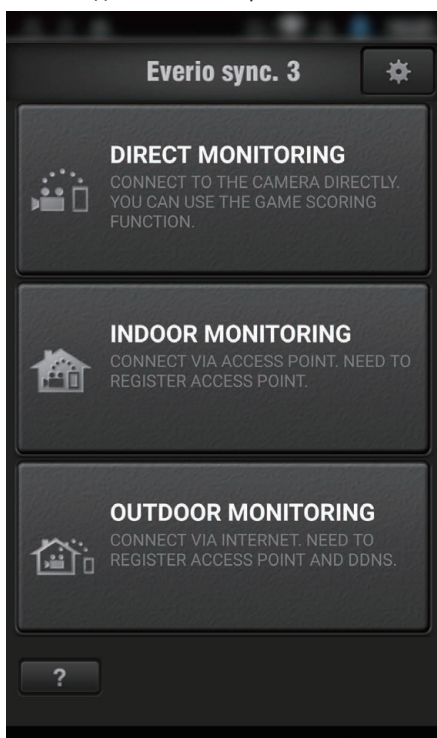 Everio sync. 3
DIRECT MONITORING
CONNECT TO THE CAMERA DIRECTLY.
YOU CAN USE THE GAME SCORING
FUNCTION.
INDOOR MONITORING
CONNECT VIA ACCESS POINT. NEED TO
REGISTER ACCESS POINT.
OUTDOOR MONITORING
CONNECT VIA INTERNET. NEED TO
REGISTER ACCESS POINT AND DDNS.
?